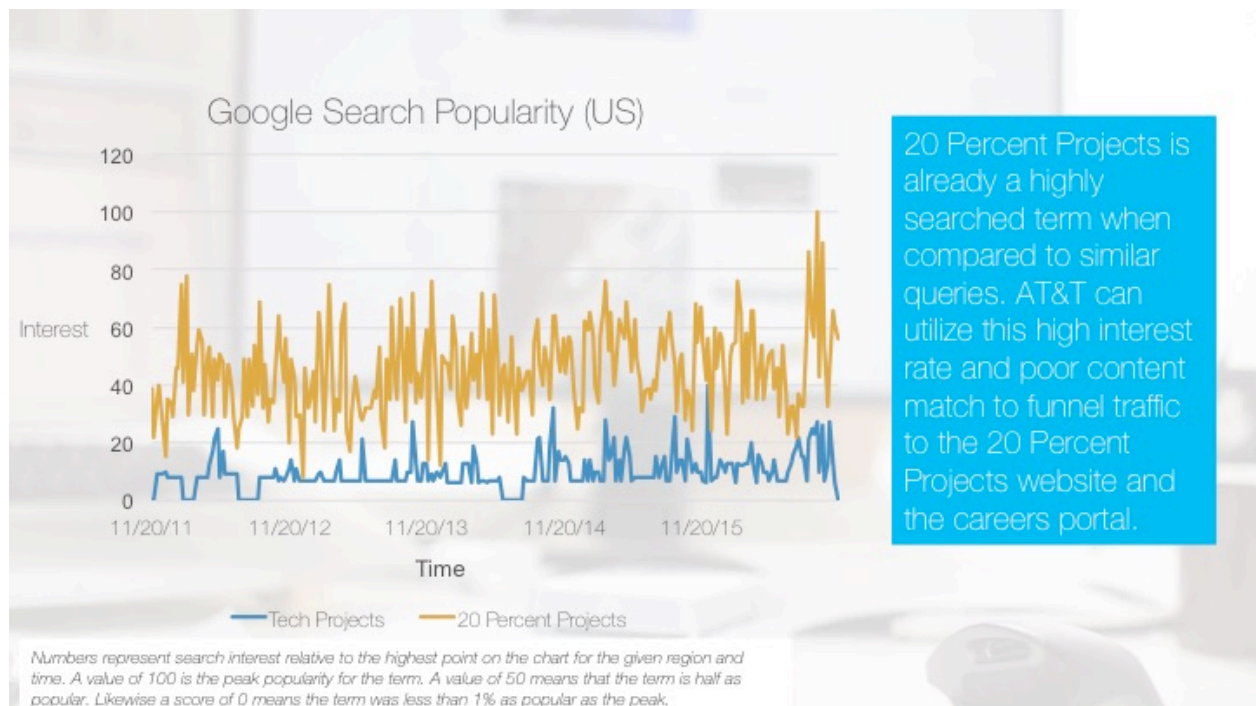 Google Search Popularity (US)
120
100
80
60
40
20
0
Interest
11/20/11
11/20/12
11/20/13
11/20/14
11/20/15
Time
Tech Projects
20 Percent Projects
20 Percent Projects is
already a highly
searched term when
compared to similar
queries. AT&T can
utilize this high interest
rate and poor content
match to funnel traffic
to the 20 Percent
Projects website and
the careers portal.
Numbers represent search interest relative to the highest point on the chart for the given region and
time. A value of 100 is the peak popularity for the term. A value of 50 means that the term is half as
popular. Likewise a score of 0 means the term was less than 1% as popular as the peak.